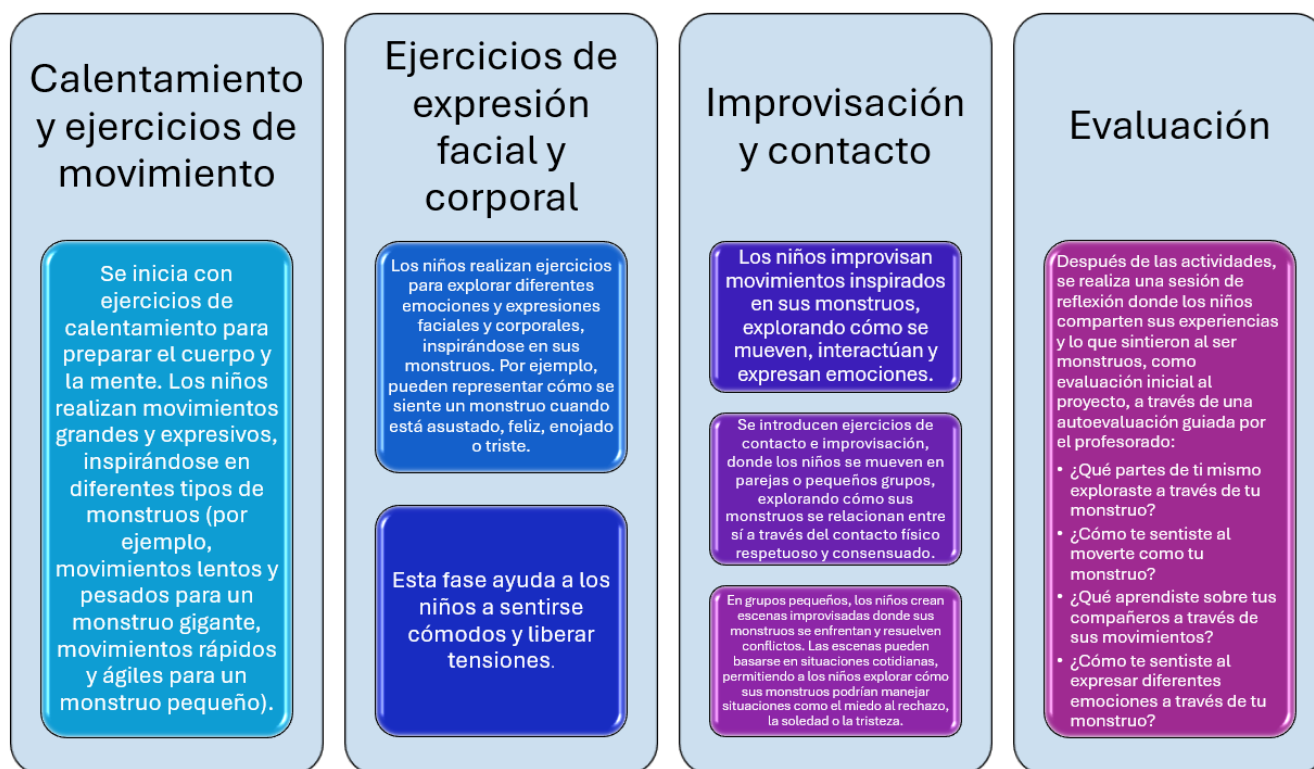 Calentamiento
y ejercicios de
movimiento
Se inicia con
ejercicios de
calentamiento para
preparar el cuerpo y
la mente. Los niños
realizan movimientos
grandes y expresivos,
inspirándose en
diferentes tipos de
monstruos (por
ejemplo,
movimientos lentos y
pesados para un
monstruo gigante,
movimientos rápidos
y ágiles para un
monstruo pequeño).
Ejercicios de
expresión
facial y
corporal
Los niños realizan ejercicios
para explorar diferentes
emociones y expresiones
faciales y corporales,
inspirándose en sus
monstruos. Por ejemplo,
pueden representar cómo se
siente un monstruo cuando
está asustado, feliz, enojado
o triste.
Esta fase ayuda a los
niños a sentirse
cómodos y liberar
tensiones.
Improvisación
y contacto
Los niños improvisan
movimientos inspirados
en sus monstruos,
explorando cómo se
mueven, interactúan y
expresan emociones.
Se introducen ejercicios de
contacto e improvisación,
donde los niños se mueven en
parejas o pequeños grupos,
explorando cómo sus
monstruos se relacionan entre
sí a través del contacto físico
respetuoso y consensuado.
En grupos pequeños, los niños crean
escenas improvisadas donde sus
monstruos se enfrentan y resuelven
conflictos. Las escenas pueden
basarse en situaciones cotidianas,
permitiendo a los niños explorar cómo
sus monstruos podrían manejar
situaciones como el miedo al rechazo,
la soledad o la tristeza.
Evaluación
Después de las actividades,
se realiza una sesión de
reflexión donde los niños
comparten sus experiencias
y lo que sintieron al ser
monstruos, como
evaluación inicial al
proyecto, a través de una
autoevaluación guiada por
el profesorado:
• ¿Qué partes de ti mismo
exploraste a través de tu
monstruo?
• ¿Cómo te sentiste al
moverte como tu
monstruo?
• ¿Qué aprendiste sobre tus
compañeros a través de
sus movimientos?
• ¿Cómo te sentiste al
expresar diferentes
emociones a través de tu
monstruo?